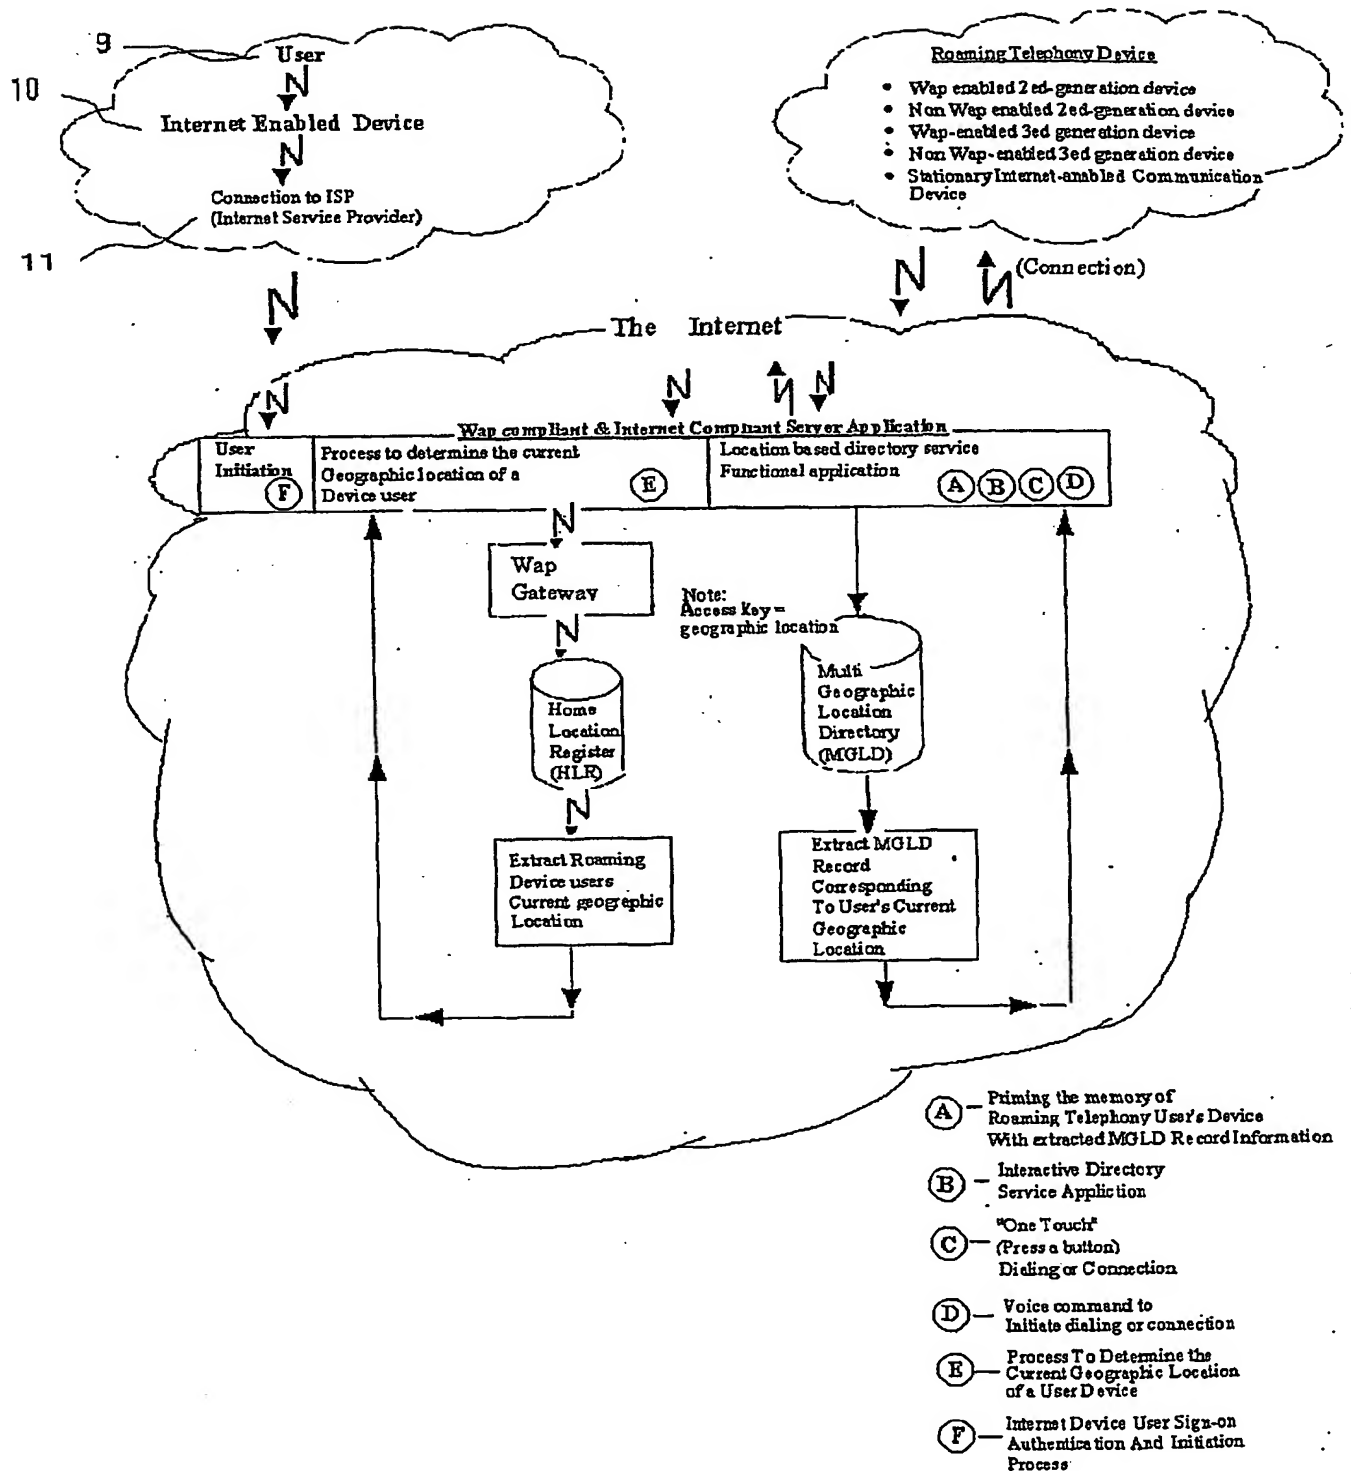 9
User
10
Internet Enabled Device
Connection to ISP
(Internet Service Provider)
11
Roaming Telephony Device
• Wap enabled 2ed-generation device
• Non Wap enabled 2ed-generation device
• Wap-enabled 3ed generation device
• Non Wap-enabled 3ed generation device
• Stationary Internet-anabled Communication
Device
(Connection)
The Internet
Wap compliant & Internet Compliant Server Application
User
Initiation
F
Process to determine the current
Geographic location of a
Device user
E
Location based directory service
Functional application
A B C D
Wap
Gateway
Note:
Access Key =
geographic location
Home
Location
Register
(HLR)
Multi
Geographic
Location
Directory
(MGLD)
Extract Roaming
Device users
Current geographic
Location
Extract MGLD
Record
Corresponding
To User's Current
Geographic
Location
A — Priming the memory of
Roaming Telephony User's Device
With extracted MGLD Record Information
B — Interactive Directory
Service Appliction
C — "One Touch"
(Press a button)
Dialing or Connection
D — Voice command to
Initiate dialing or connection
E — Process To Determine the
Current Geographic Location
of a User Device
F — Internet Device User Sign-on
Authentication And Initiation
Process